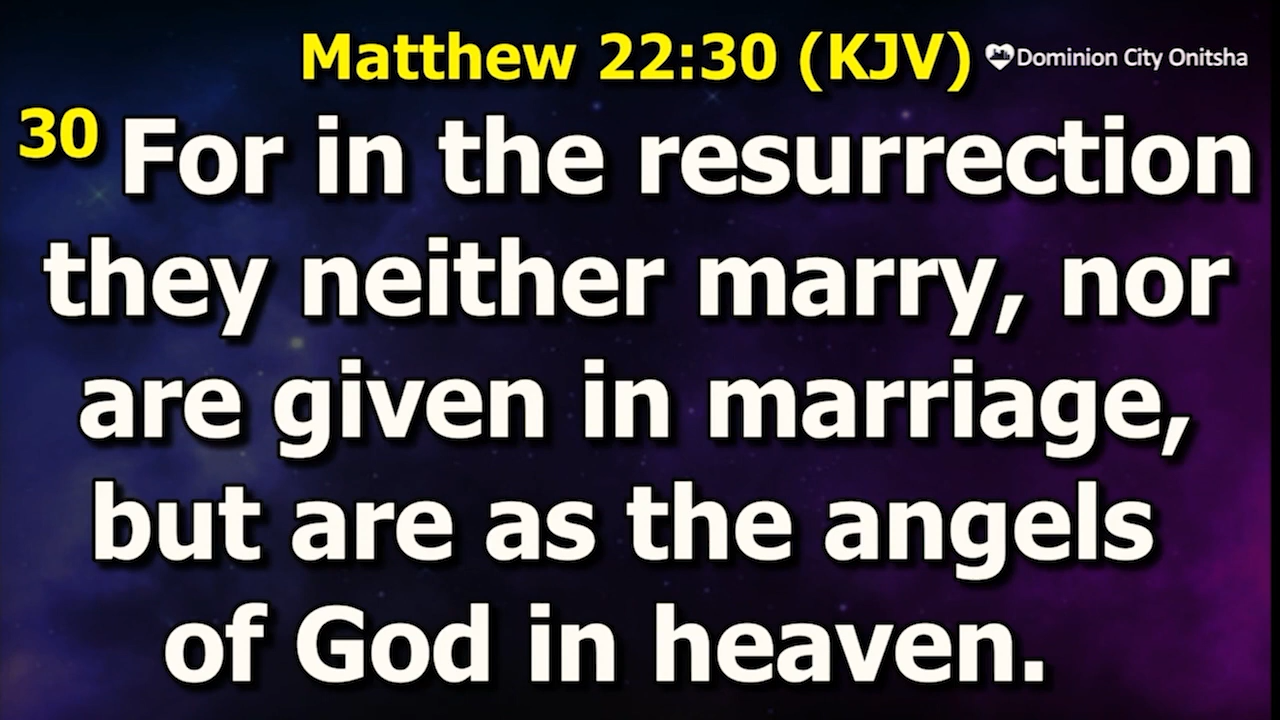 Matthew 22:30 (KJV)
Dominion City Onitsha
30 For in the resurrection
they neither marry, nor
are given in marriage,
but are as the angels
of God in heaven.